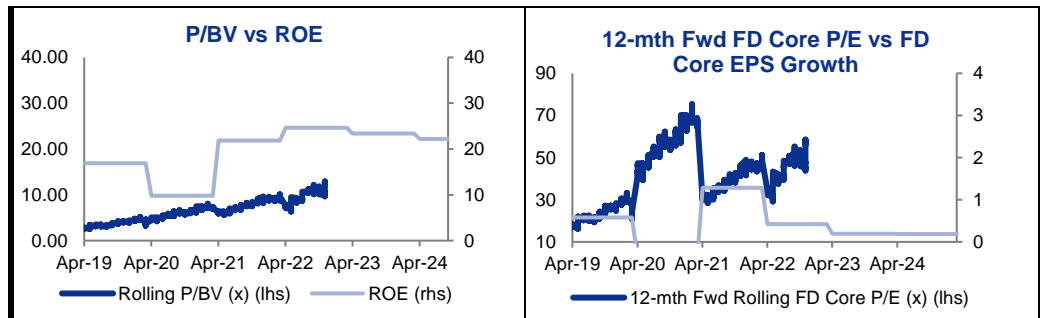 P/BV vs ROE
40.00
30.00
20.00
10.00
0.00
40
30
20
10
0
Apr-19 Apr-20 Apr-21 Apr-22 Apr-23 Apr-24
Rolling P/BV (x) (lhs) ROE (rhs)
12-mth Fwd FD Core P/E vs FD
Core EPS Growth
90
70
50
30
10
4
3
2
1
0
Apr-19 Apr-20 Apr-21 Apr-22 Apr-23 Apr-24
12-mth Fwd Rolling FD Core P/E (x) (lhs)